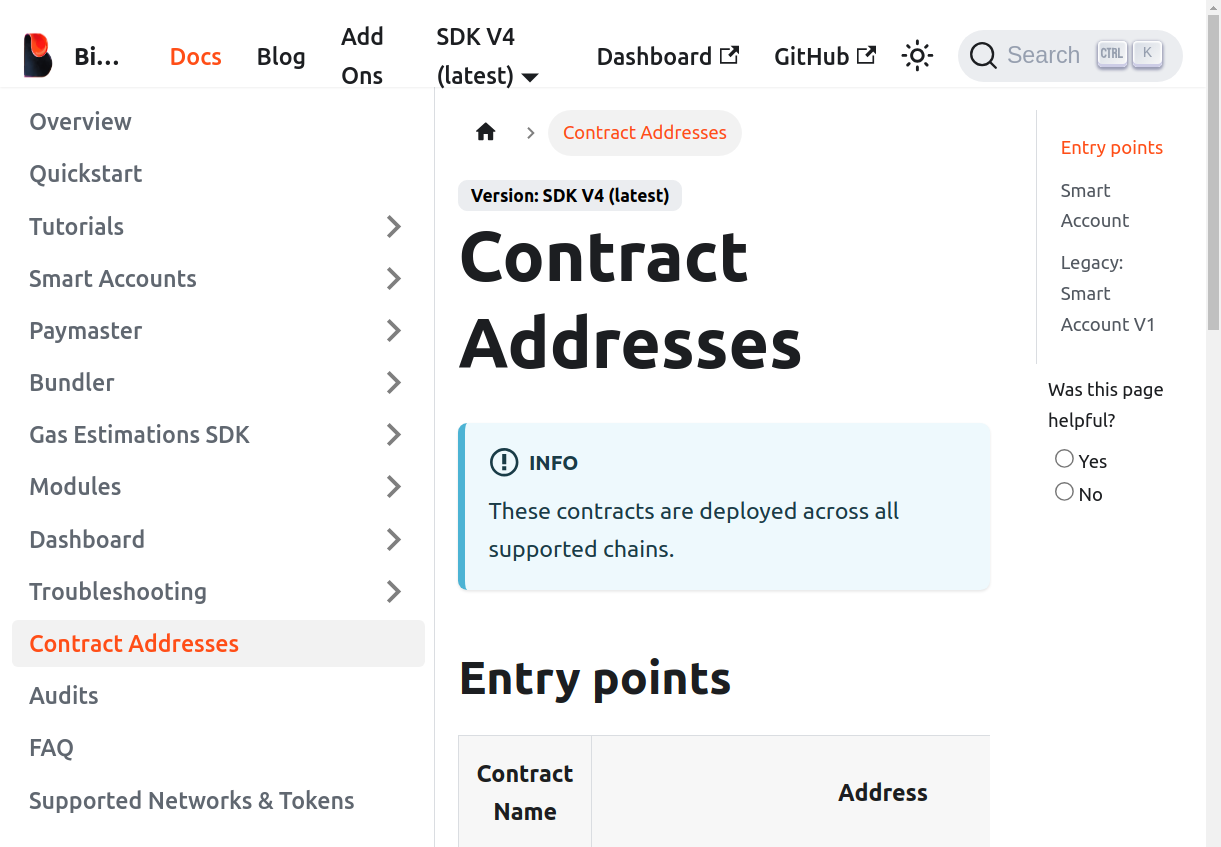 Bi...
Docs
Blog
Add
Ons
SDK V4
(latest)
Dashboard
GitHub
Search
CTRL
K
Overview
Quickstart
Tutorials
Smart Accounts
Paymaster
Bundler
Gas Estimations SDK
Modules
Dashboard
Troubleshooting
Contract Addresses
Audits
FAQ
Supported Networks & Tokens
Contract Addresses
Version: SDK V4 (latest)
Contract
Addresses
INFO
These contracts are deployed across all
supported chains.
Entry points
Contract
Name
Address
Entry points
Smart
Account
Legacy:
Smart
Account V1
Was this page
helpful?
Yes
No